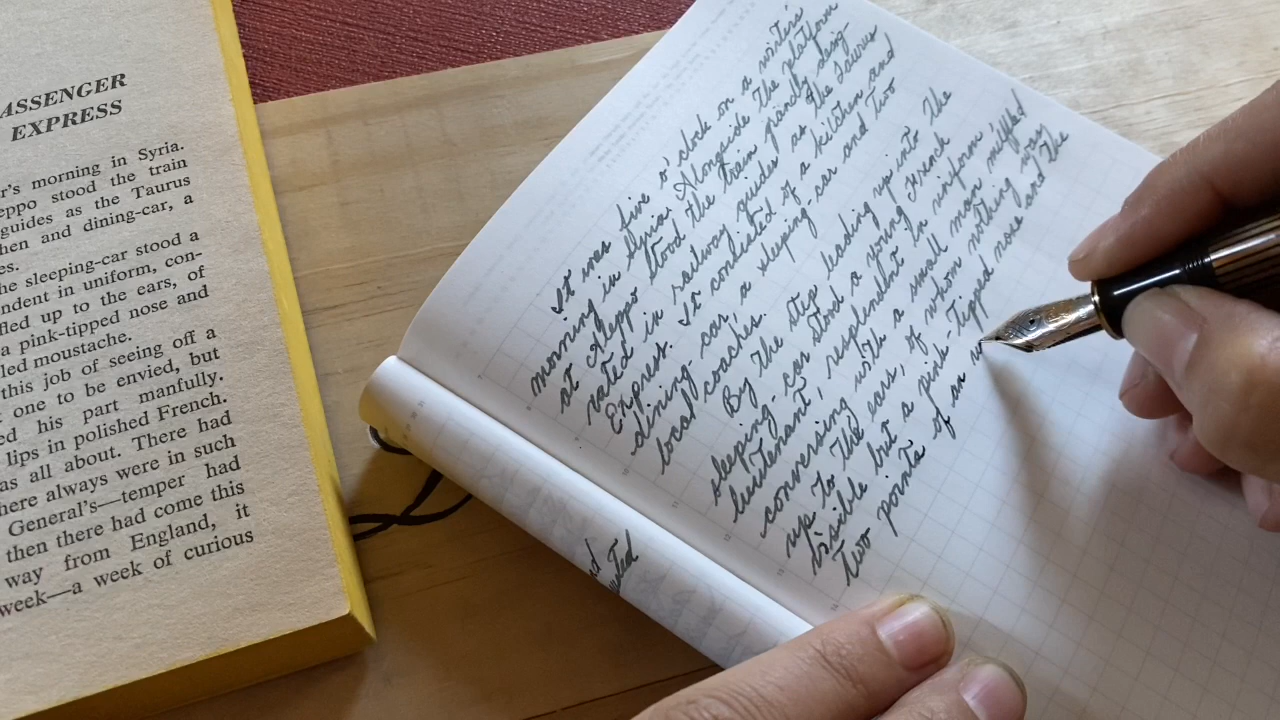 ASSENGER
EXPRESS
r's morning in Syria.
eppo stood the train
guides as the Taurus
hen and dining-car, a
es.
he sleeping-car stood a
ndent in uniform, con-
fled up to the ears, of
a pink-tipped nose and
led moustache.
this job of seeing off a
one to be envied, but
ed his part manfully.
lips in polished French.
as all about. There had
here always were in such
General's—temper had
then there had come this
way from England, it
week—a week of curious
It was five o'clock on a winters'
morning in Syria. Alongside the platform
at Aleppo stood the train grandly desig-
nated in railway guides as the Taurus
Express. It consisted of a kitchen and
dining-car, a sleeping-car and two
local coaches.
By the step leading up into the
sleeping-car stood a young French
lieutenant, resplendent in uniform
conversing with a small man muffled
up to the ears, of whom nothing was
visible but a pink-tipped nose and the
two points of an u
nd